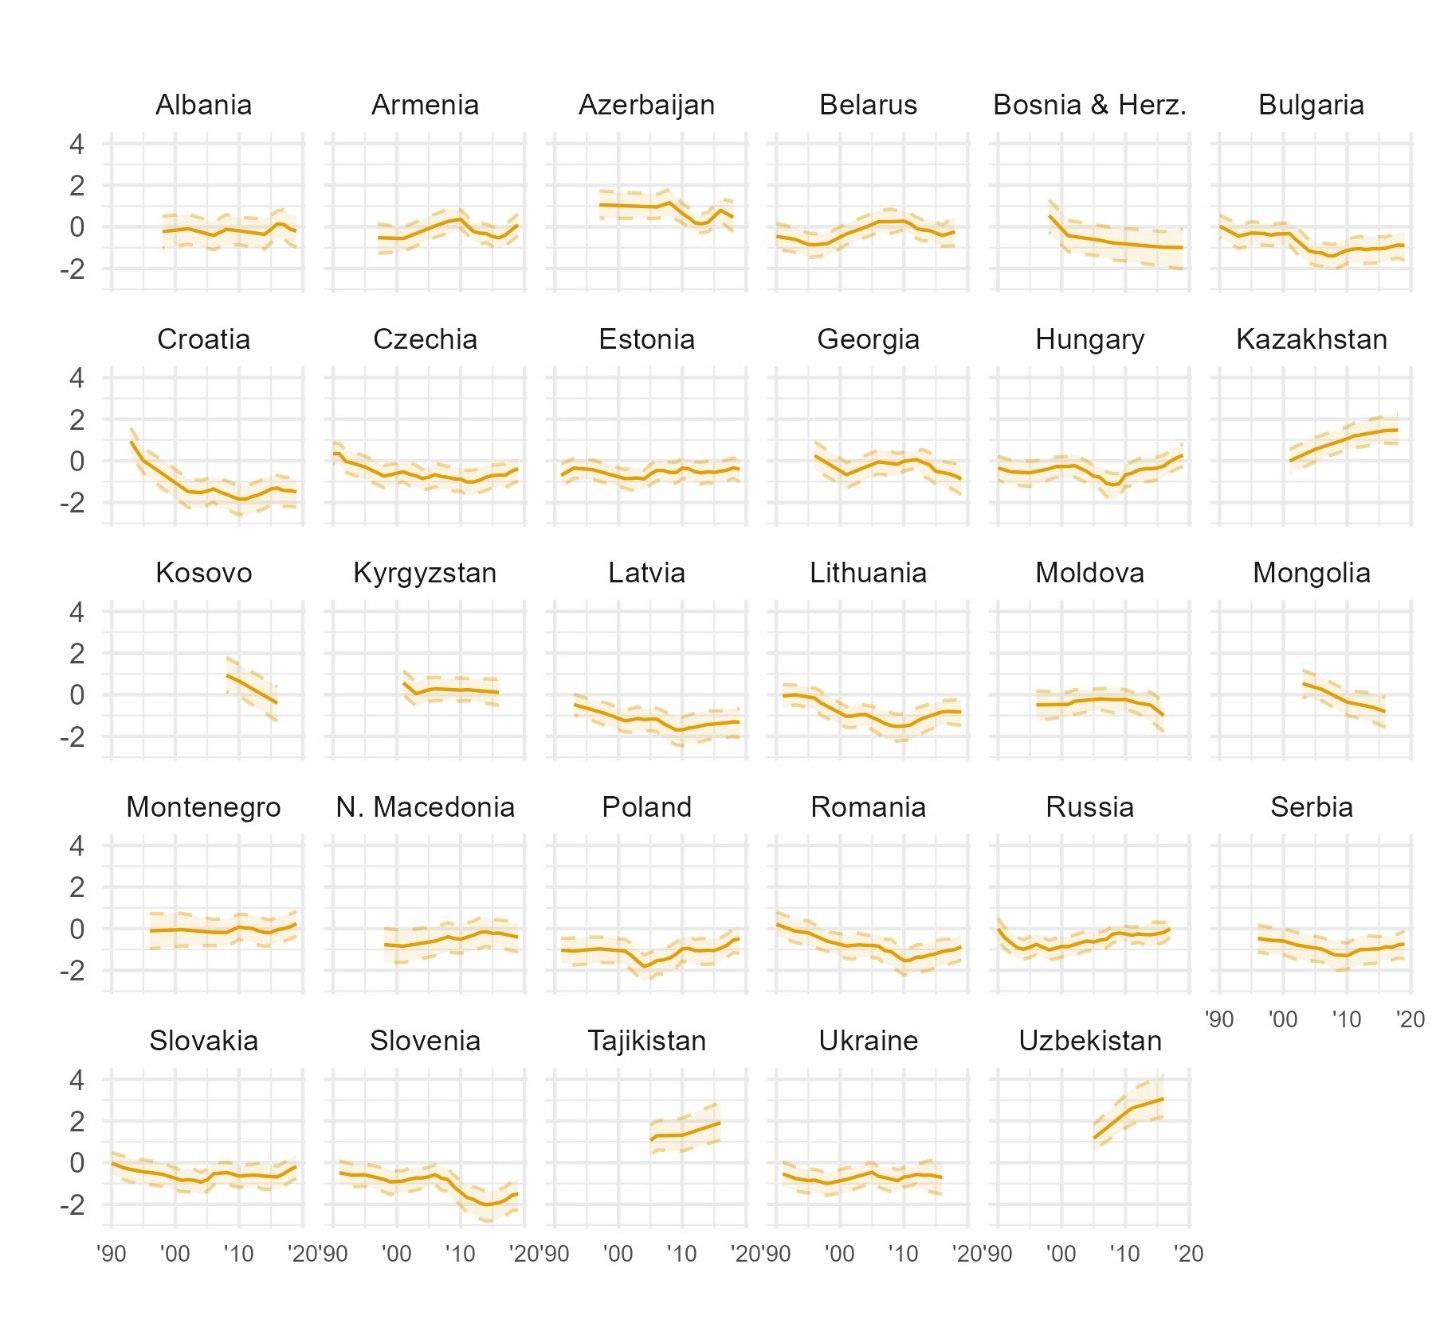 Albania Armenia Azerbaijan Belarus Bosnia & Herz. Bulgaria
4
2
0
-2
Croatia Czechia Estonia Georgia Hungary Kazakhstan
4
2
0
-2
Kosovo Kyrgyzstan Latvia Lithuania Moldova Mongolia
4
2
0
-2
Montenegro N. Macedonia Poland Romania Russia Serbia
4
2
0
-2
'90 '00 '10 '20
Slovakia Slovenia Tajikistan Ukraine Uzbekistan
4
2
0
-2
'90 '00 '10 '20 '90 '00 '10 '20 '90 '00 '10 '20 '90 '00 '10 '20 '90 '00 '10 '20